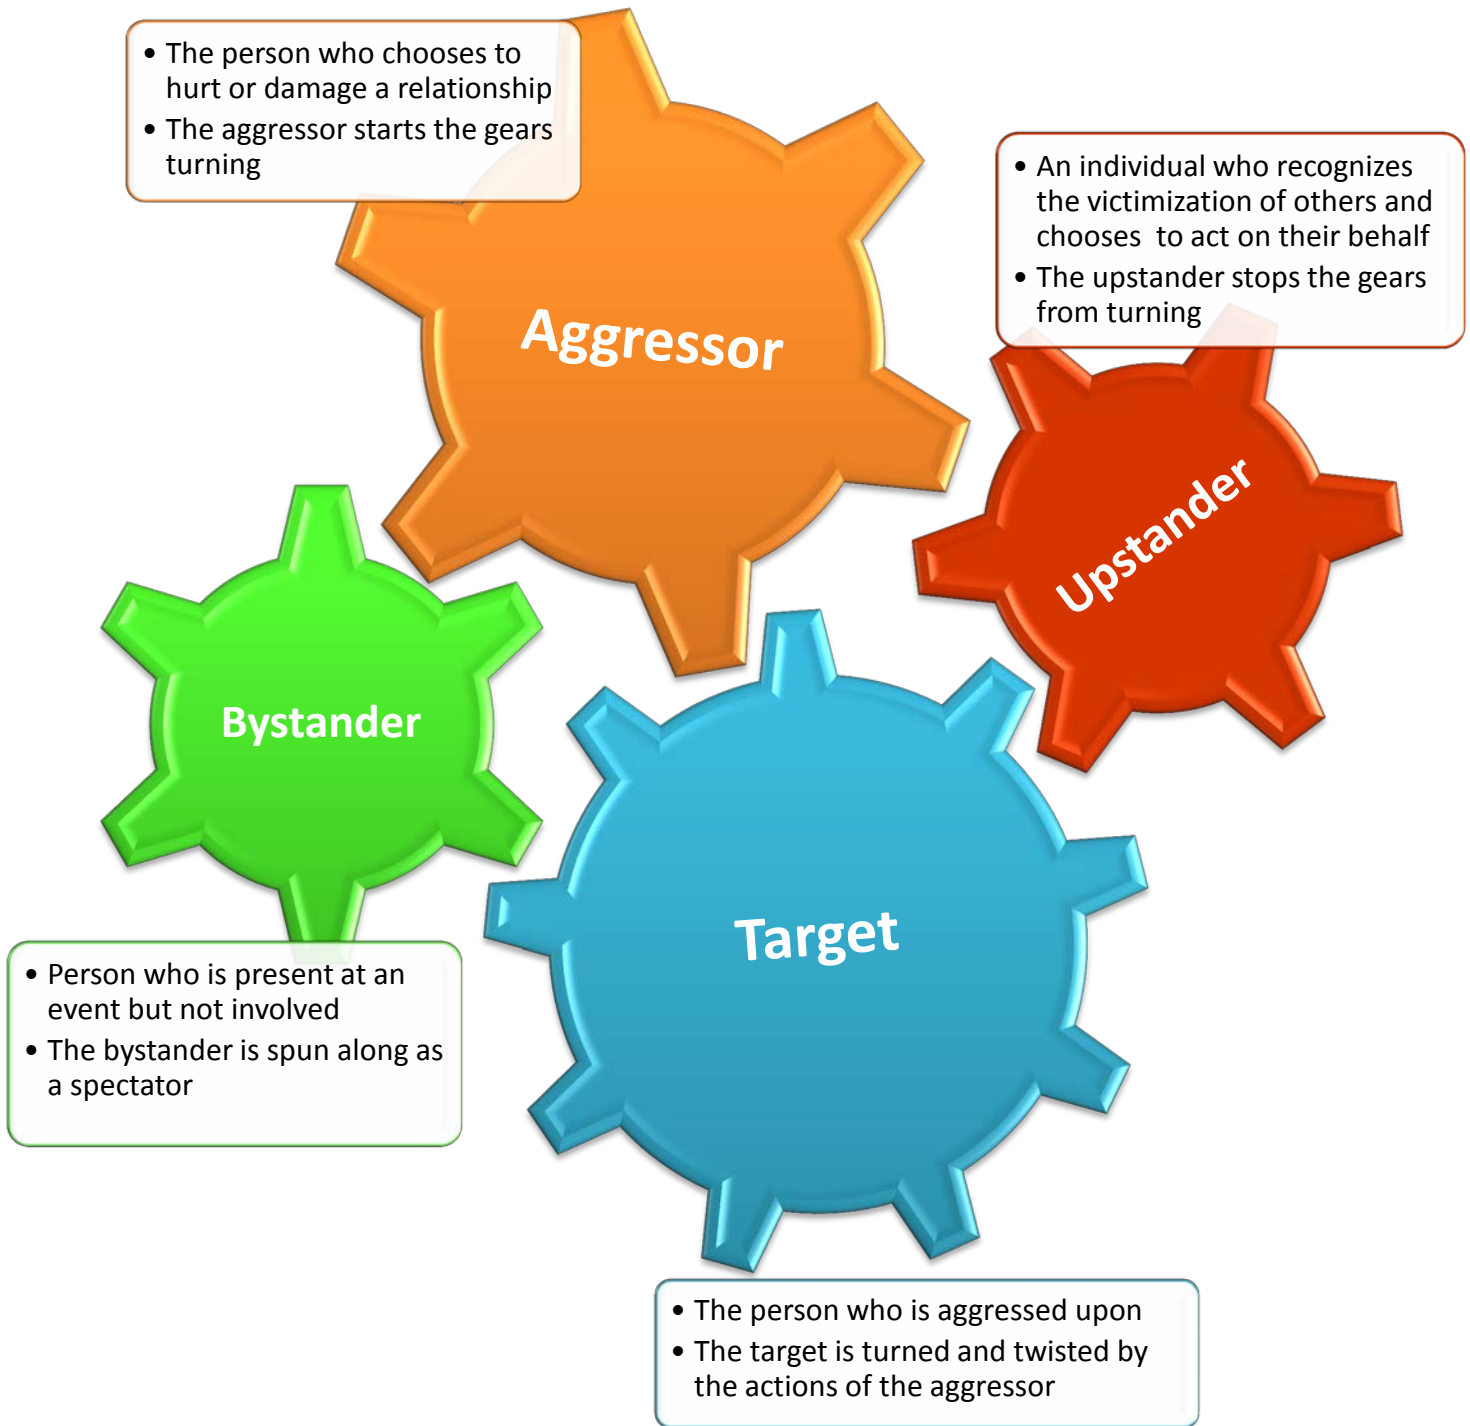 • The person who chooses to
hurt or damage a relationship
• The aggressor starts the gears
turning
Aggressor
• An individual who recognizes
the victimization of others and
chooses  to act on their behalf
• The upstander stops the gears
from turning
Upstander
Bystander
• Person who is present at an
event but not involved
• The bystander is spun along as
a spectator
Target
• The person who is aggressed upon
• The target is turned and twisted by
the actions of the aggressor